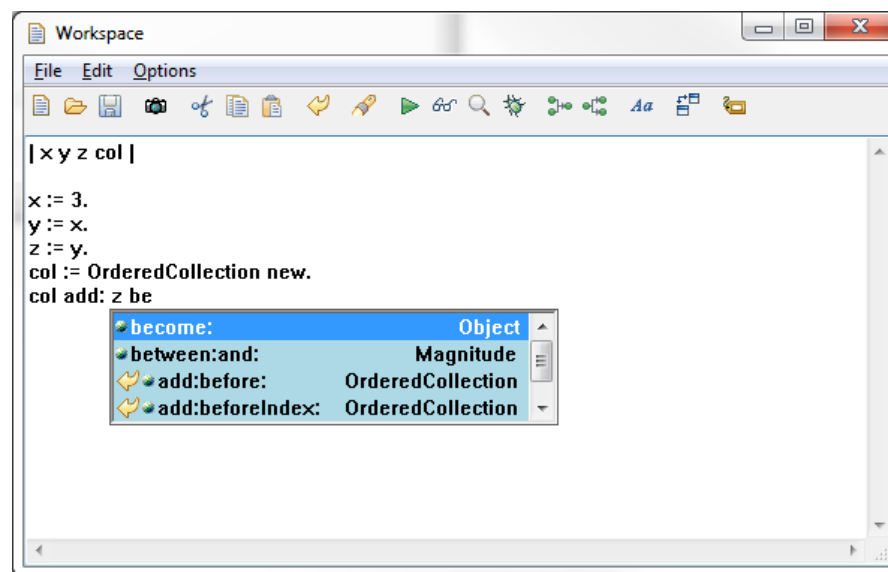 Workspace
File Edit Options
Aa
| x y z col |
x := 3.
y := x.
z := y.
col := OrderedCollection new.
col add: z be
become: Object
between:and: Magnitude
add:before: OrderedCollection
add:beforeIndex: OrderedCollection